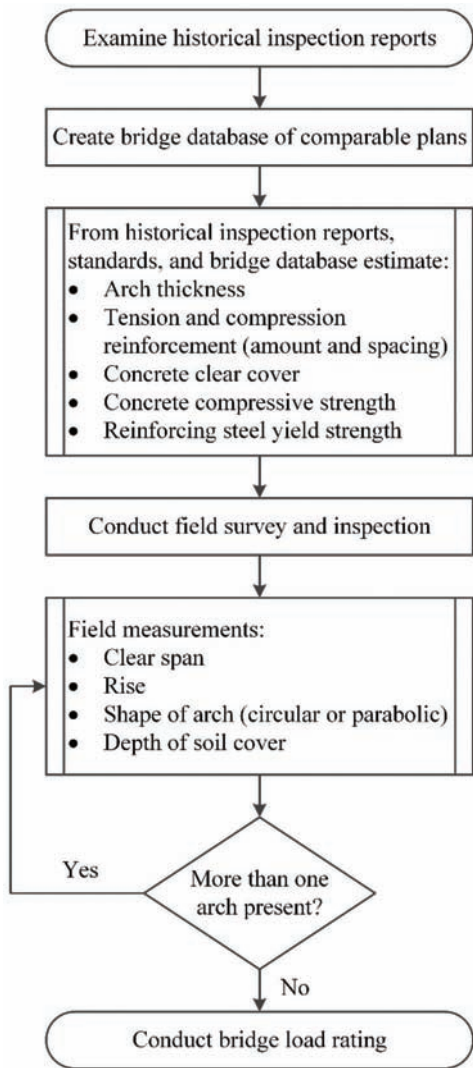 Examine historical inspection reports
Create bridge database of comparable plans
From historical inspection reports,
standards, and bridge database estimate:
• Arch thickness
• Tension and compression
reinforcement (amount and spacing)
• Concrete clear cover
• Concrete compressive strength
• Reinforcing steel yield strength
Conduct field survey and inspection
Field measurements:
• Clear span
• Rise
• Shape of arch (circular or parabolic)
• Depth of soil cover
Yes
More than one
arch present?
No
Conduct bridge load rating